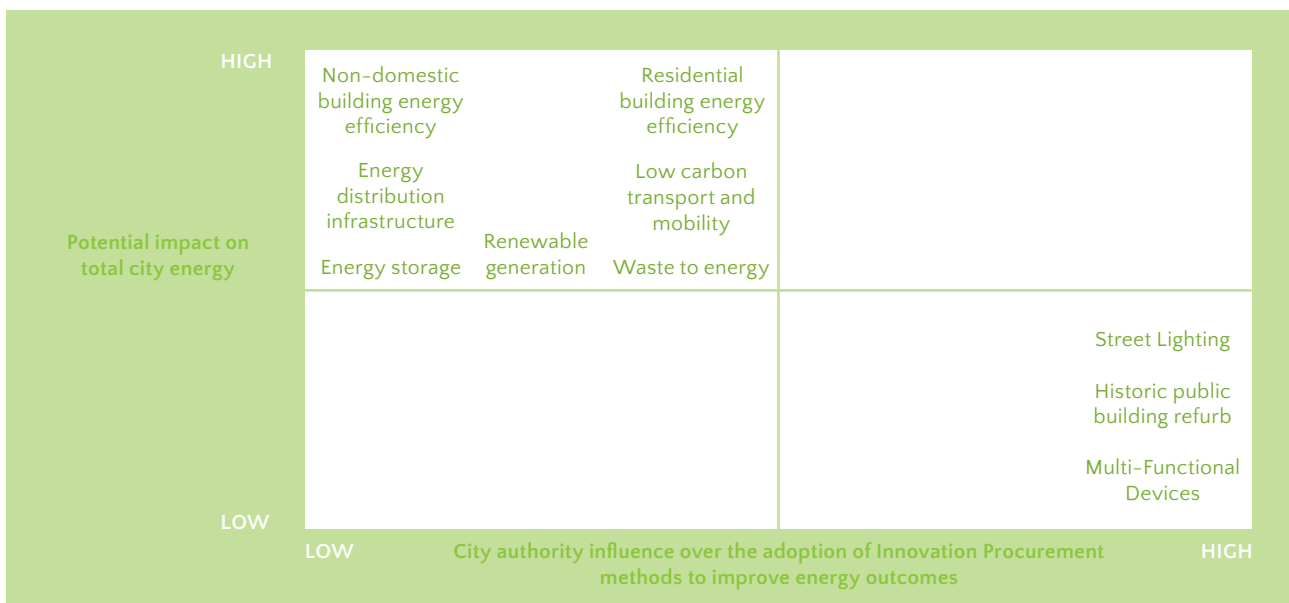 HIGH
Non-domestic
building energy
efficiency
Residential
building energy
efficiency
Energy
distribution
infrastructure
Low carbon
transport and
mobility
Potential impact on
total city energy
Energy storage
Renewable
generation
Waste to energy
Street Lighting
Historic public
building refurb
Multi-Functional
Devices
LOW
LOW
City authority influence over the adoption of Innovation Procurement
methods to improve energy outcomes
HIGH